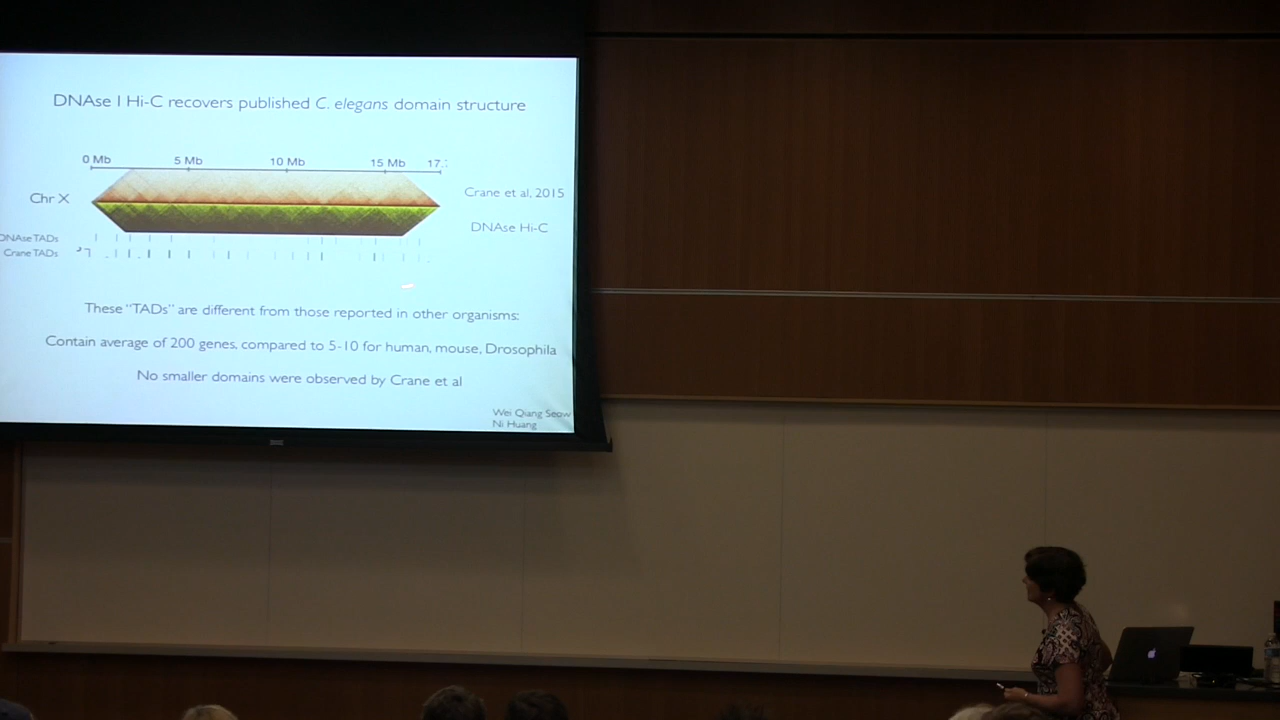 DNAse I Hi-C recovers published C. elegans domain structure
0 Mb 5 Mb 10 Mb 15 Mb 17.
Chr X
Crane et al, 2015
DNAse Hi-C
DNAse TADs
Crane TADs
These "TADs" are different from those reported in other organisms:
Contain average of 200 genes, compared to 5-10 for human, mouse, Drosophila
No smaller domains were observed by Crane et al
Wei Qiang Seow
Ni Huang